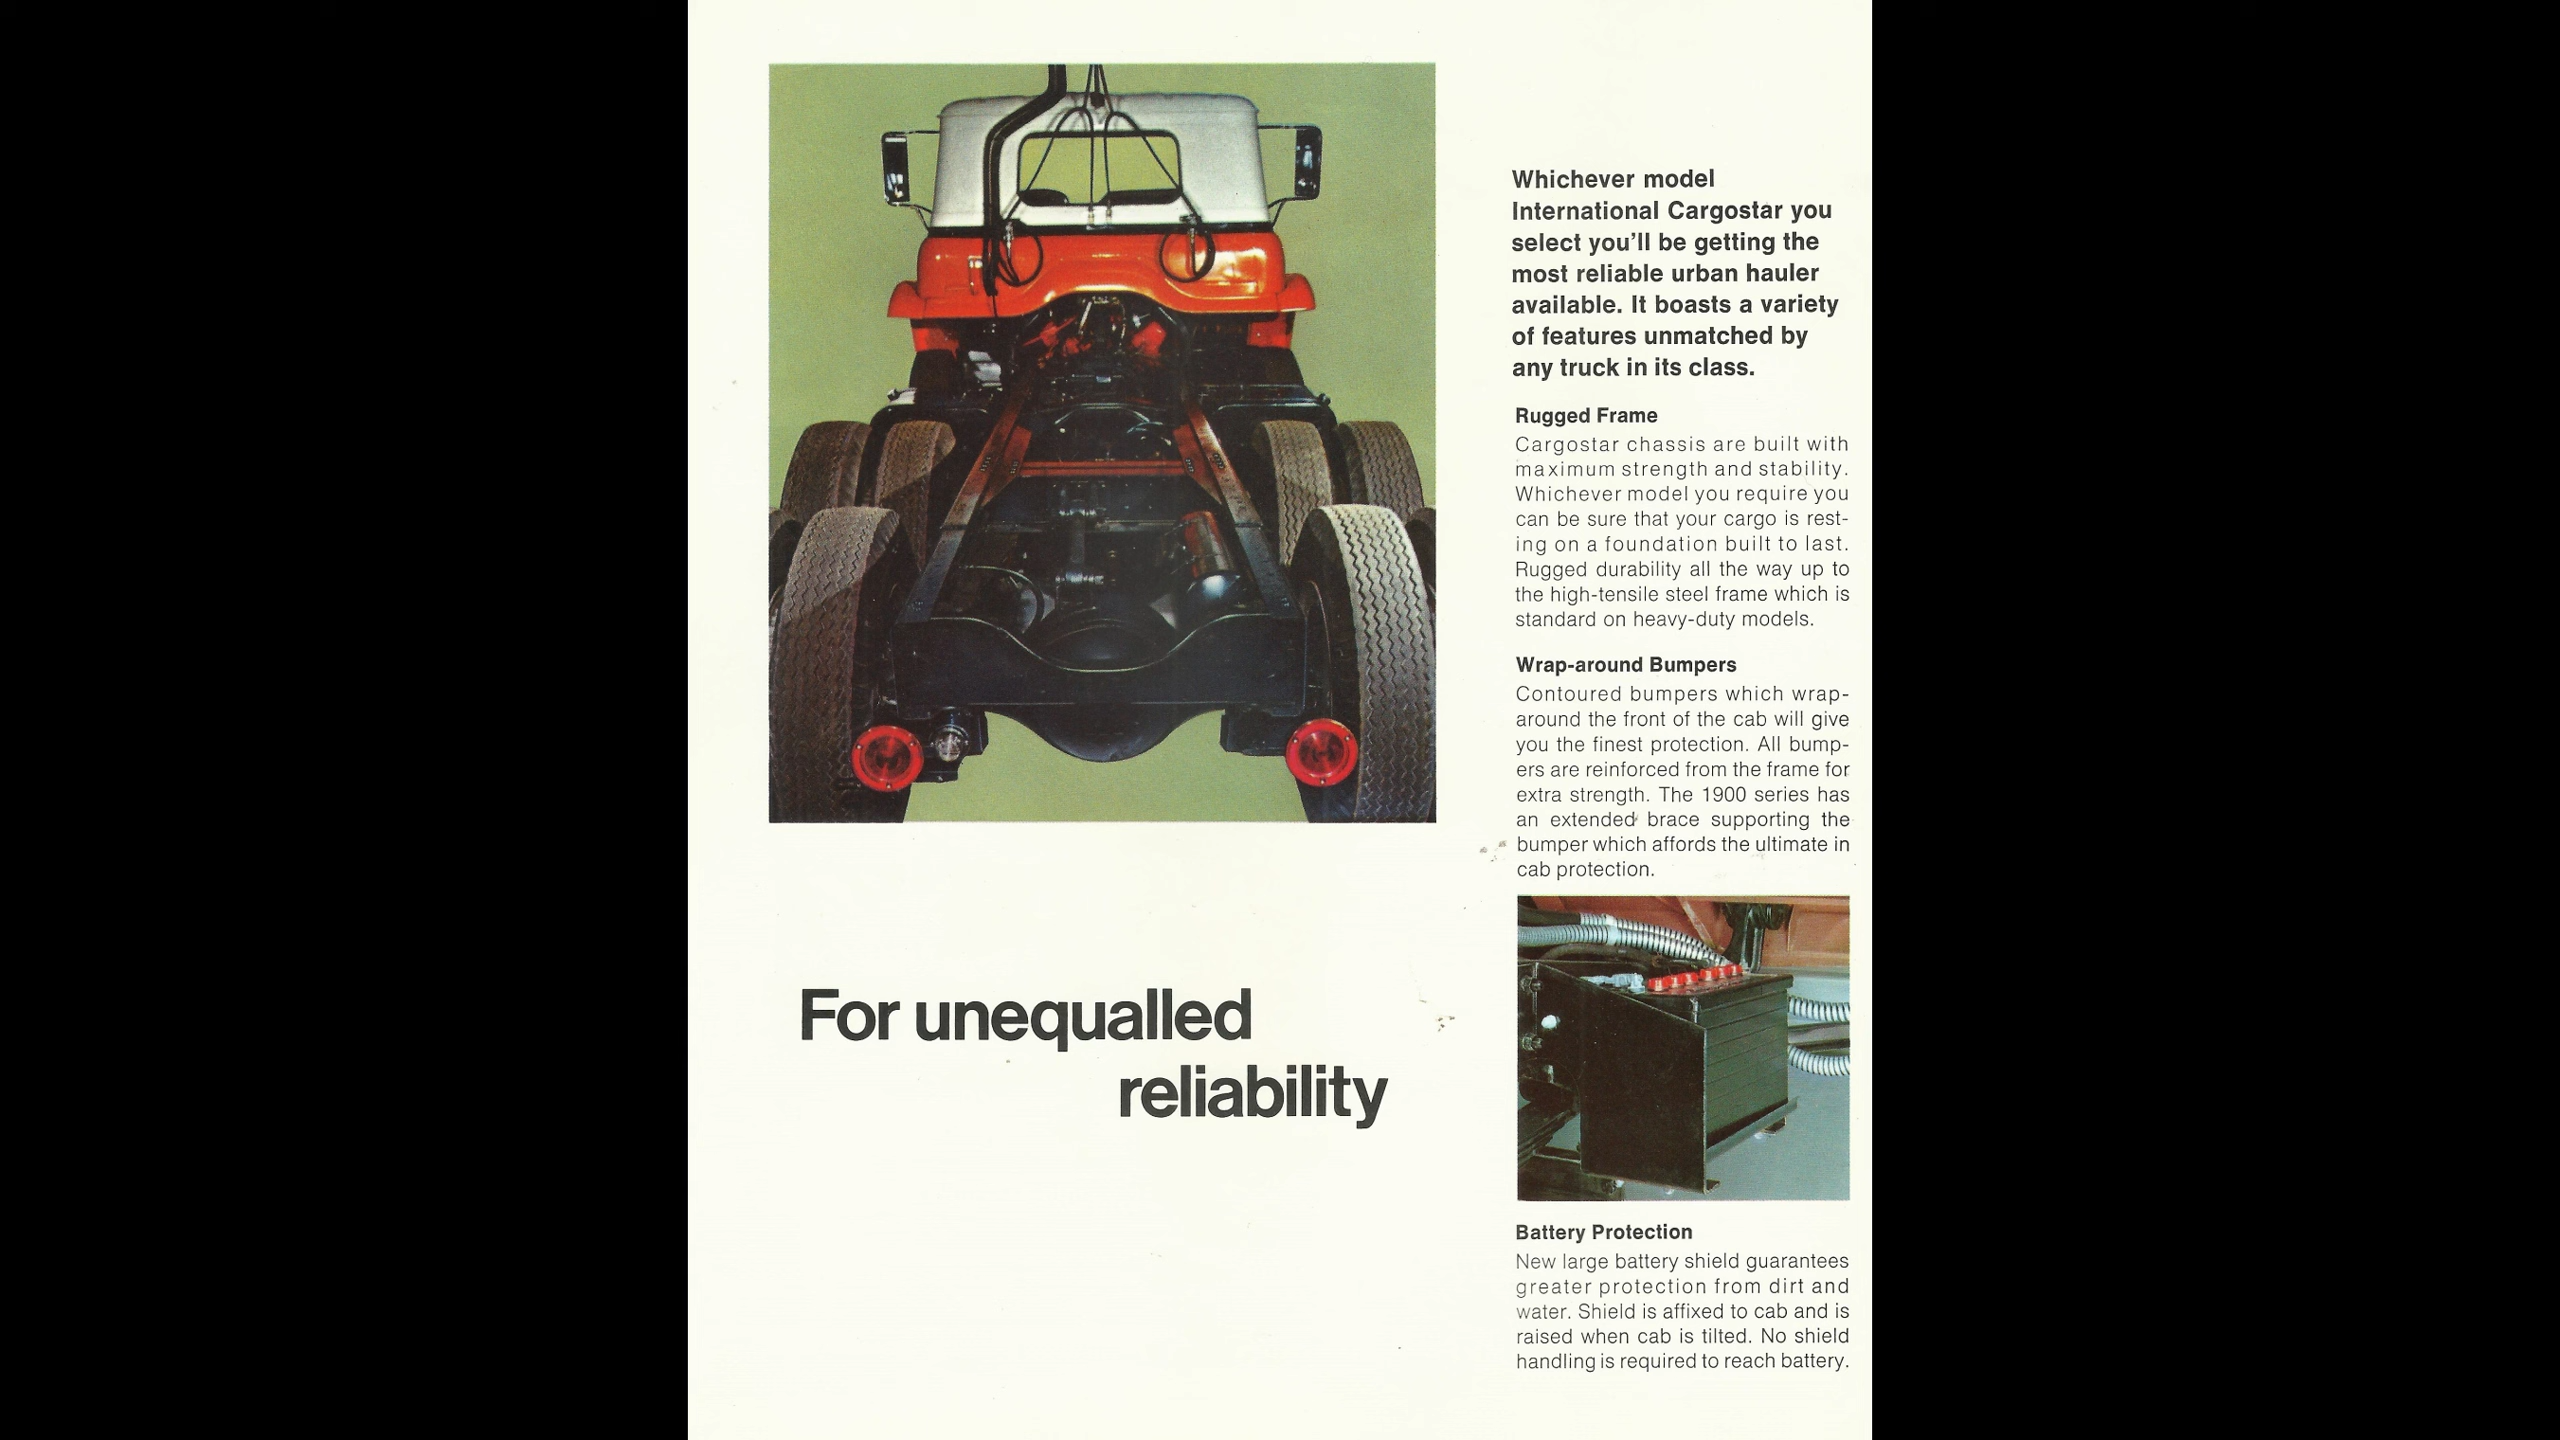 Whichever model
International Cargostar you
select you'll be getting the
most reliable urban hauler
available. It boasts a variety
of features unmatched by
any truck in its class.
Rugged Frame
Cargostar chassis are built with
maximum strength and stability.
Whichever model you require you
can be sure that your cargo is rest-
ing on a foundation built to last.
Rugged durability all the way up to
the high-tensile steel frame which is
standard on heavy-duty models.
Wrap-around Bumpers
Contoured bumpers which wrap-
around the front of the cab will give
you the finest protection. All bump-
ers are reinforced from the frame for
extra strength. The 1900 series has
an extended brace supporting the
bumper which affords the ultimate in
cab protection.
For unequalled
reliability
Battery Protection
New large battery shield guarantees
greater protection from dirt and
water. Shield is affixed to cab and is
raised when cab is tilted. No shield
handling is required to reach battery.